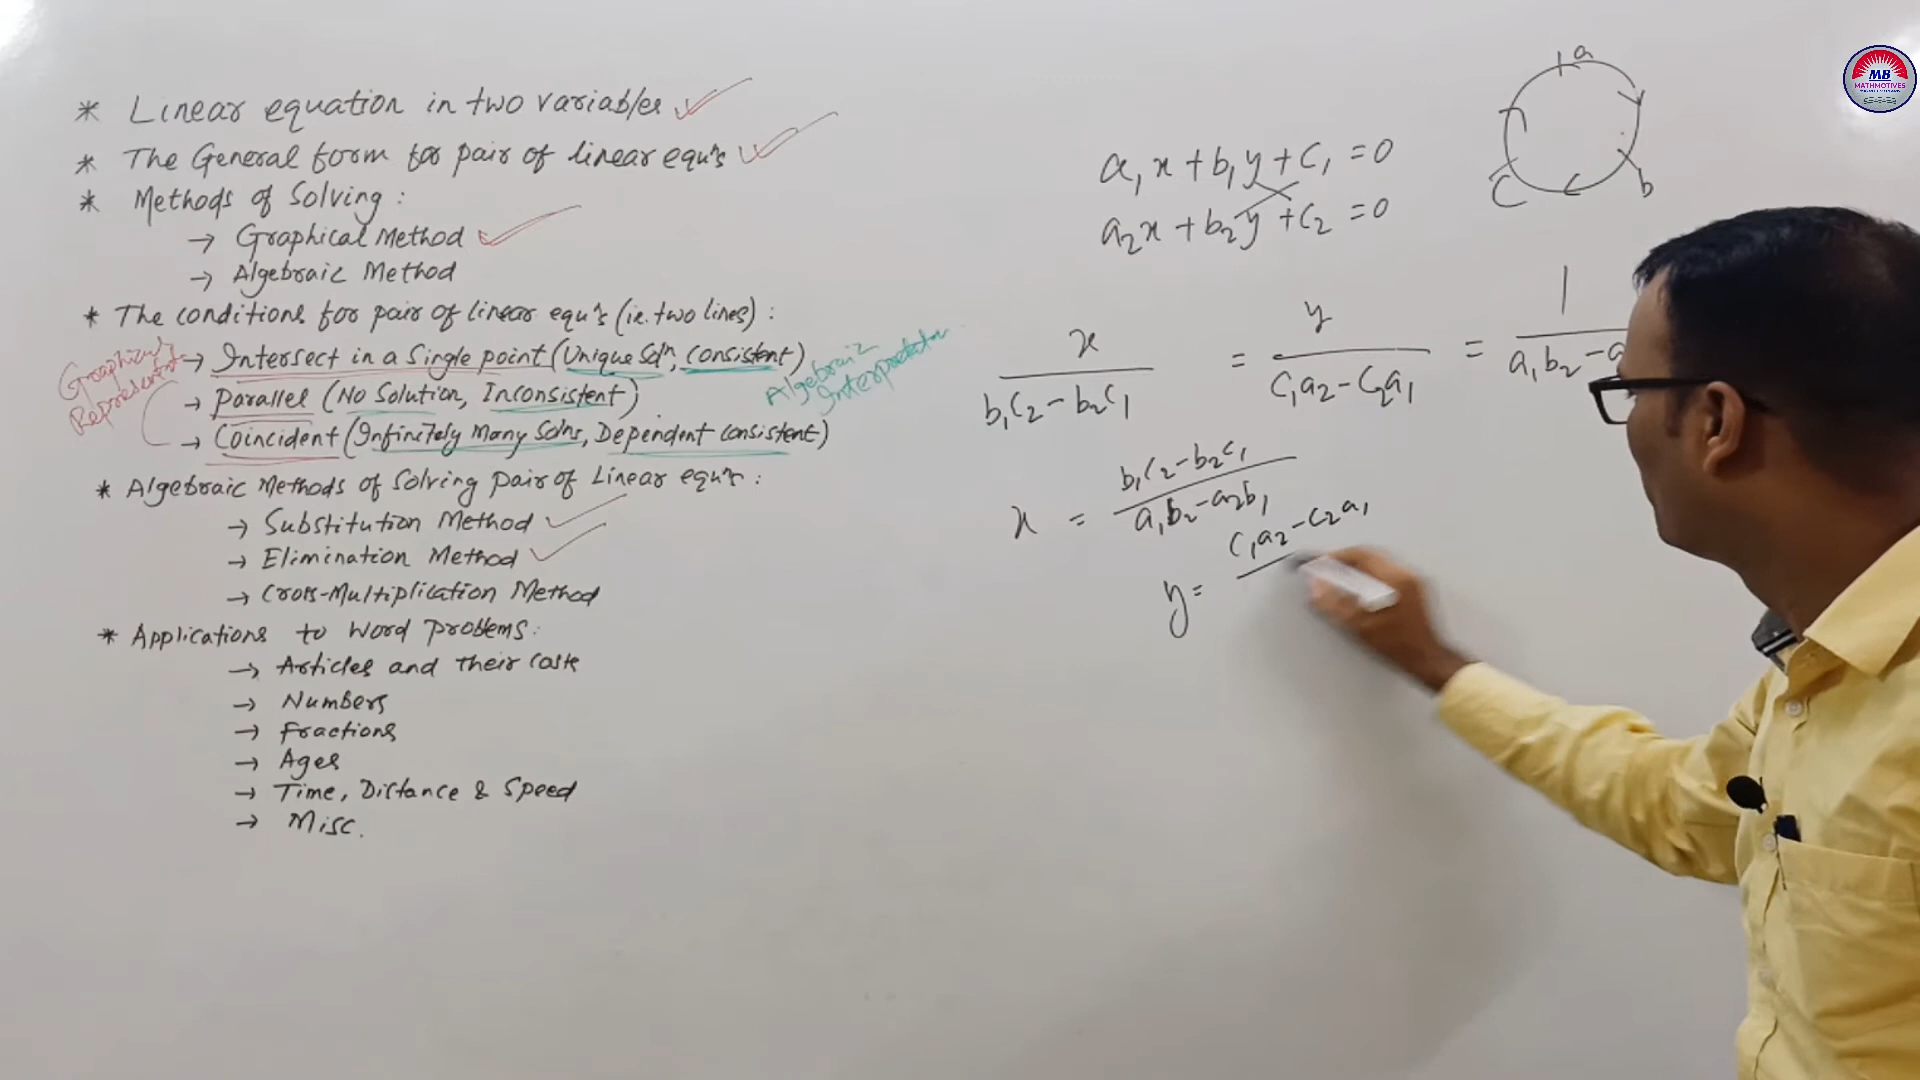 * Linear equation in two variables ✓
* The General form for pair of linear equ's ✓
* Methods of Solving :
→ Graphical Method ✓
→ Algebraic Method
* The conditions for pair of linear equ's (i.e. two lines) :
→ Intersect in a Single point (Unique Soln, Consistent)
→ parallel (No Solution, Inconsistent)
→ Coincident (Infinitely Many Solns, Dependent consistent)
Graphical
Algebraic
* Algebraic Methods of Solving pair of Linear equ's :
→ Substitution Method ✓
→ Elimination Method ✓
→ Cross-Multiplication Method
* Applications to Word problems :
→ Articles and their Costs
→ Numbers
→ Fractions
→ Ages
→ Time, Distance & Speed
→ Misc.
a₁x + b₁y + c₁ = 0
a₂x + b₂y + c₂ = 0
x / (b₁c₂ - b₂c₁) = y / (c₁a₂ - c₂a₁) = 1 / (a₁b₂ - a
x = (b₁c₂ - b₂c₁) / (a₁b₂ - a₂b₁)
y = c₁a₂ - c₂a₁
a
b
c
MB
MATHMOTIVES